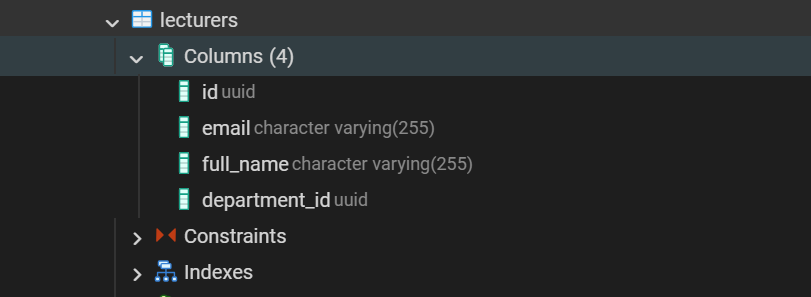 lecturers
Columns (4)
id uuid
email character varying(255)
full_name character varying(255)
department_id uuid
Constraints
Indexes